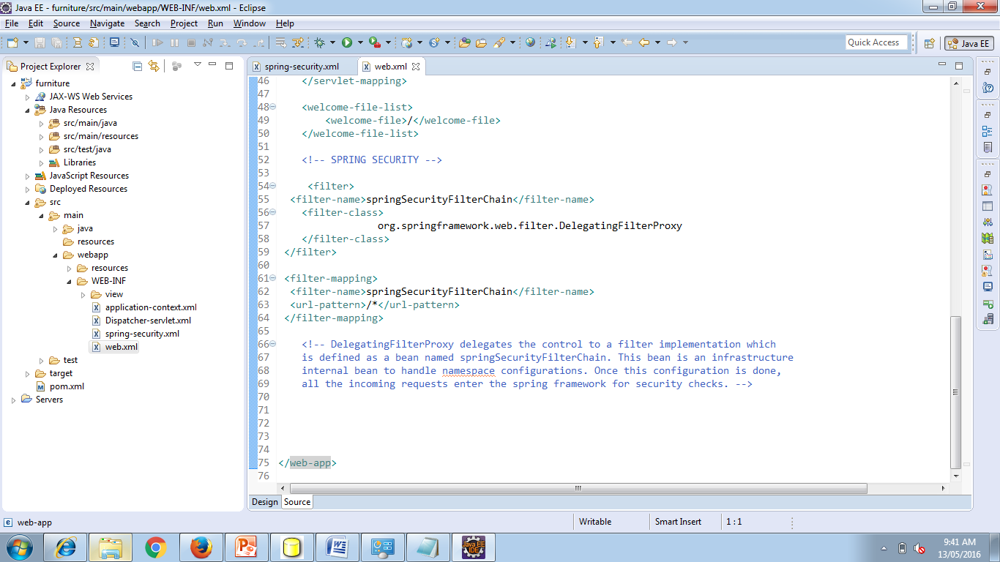 Java EE - furniture/src/main/webapp/WEB-INF/web.xml - Eclipse
File Edit Source Navigate Search Project Run Window Help
Quick Access
Java EE
Project Explorer
furniture
JAX-WS Web Services
Java Resources
src/main/java
src/main/resources
src/test/java
Libraries
JavaScript Resources
Deployed Resources
src
main
java
resources
webapp
resources
WEB-INF
view
application-context.xml
Dispatcher-servlet.xml
spring-security.xml
web.xml
test
target
pom.xml
Servers
spring-security.xml web.xml
46 </servlet-mapping>
47
48 <welcome-file-list>
49 <welcome-file>/</welcome-file>
50 </welcome-file-list>
51
52 <!-- SPRING SECURITY -->
53
54 <filter>
55 <filter-name>springSecurityFilterChain</filter-name>
56 <filter-class>
57 org.springframework.web.filter.DelegatingFilterProxy
58 </filter-class>
59 </filter>
60
61 <filter-mapping>
62 <filter-name>springSecurityFilterChain</filter-name>
63 <url-pattern>/*</url-pattern>
64 </filter-mapping>
65
66 <!-- DelegatingFilterProxy delegates the control to a filter implementation which
67 is defined as a bean named springSecurityFilterChain. This bean is an infrastructure
68 internal bean to handle namespace configurations. Once this configuration is done,
69 all the incoming requests enter the spring framework for security checks. -->
70
71
72
73
74
75 </web-app>
76
Design Source
web-app
Writable
Smart Insert
1 : 1
Java EE
IDE
9:41 AM
13/05/2016